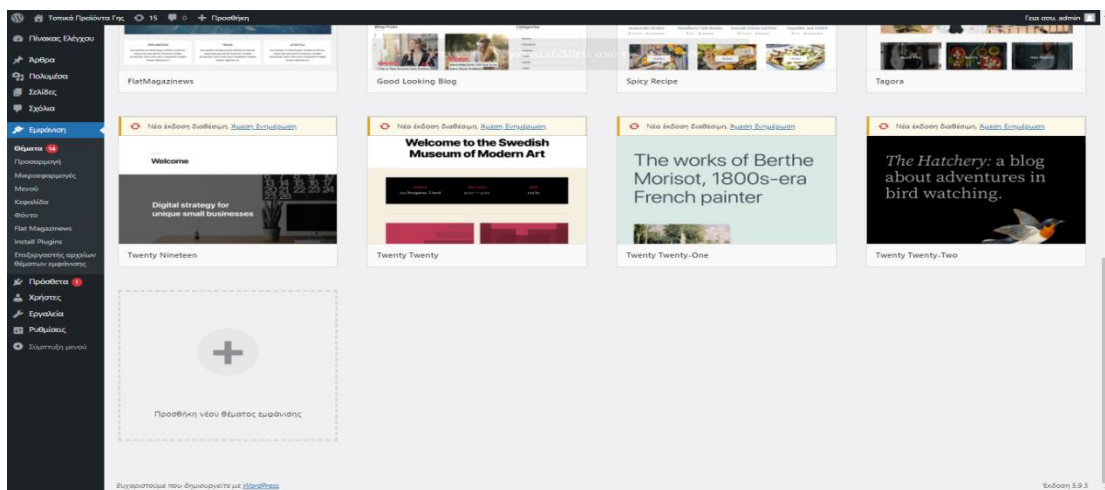 Τοπικά Προϊόντα Γης 15 0 Προσθήκη
Γεια σου, admin
Πίνακας Ελέγχου
Άρθρα
Πολυμέσα
Σελίδες
Σχόλια
Εμφάνιση
Θέματα 14
Προσαρμογή
Μικροεφαρμογές
Μενού
Κεφαλίδα
Φόντο
Flat Magazinews
Install Plugins
Επεξεργαστής αρχείων
θέματων εμφάνισης
Πρόσθετα 1
Χρήστες
Εργαλεία
Ρυθμίσεις
Σύμπτυξη μενού
Blog Posts
Categories
FlatMagazinews
Good Looking Blog
Spicy Recipe
Tagora
Νέα έκδοση διαθέσιμη. Άμεση Ενημέρωση
Welcome
Digital strategy for
unique small businesses
Twenty Nineteen
Νέα έκδοση διαθέσιμη. Άμεση Ενημέρωση
Welcome to the Swedish
Museum of Modern Art
Twenty Twenty
Νέα έκδοση διαθέσιμη. Άμεση Ενημέρωση
The works of Berthe
Morisot, 1800s-era
French painter
Twenty Twenty-One
Νέα έκδοση διαθέσιμη. Άμεση Ενημέρωση
The Hatchery: a blog
about adventures in
bird watching.
Twenty Twenty-Two
Προσθήκη νέου θέματος εμφάνισης
Ευχαριστούμε που δημιουργείτε με WordPress.
Έκδοση 5.9.3